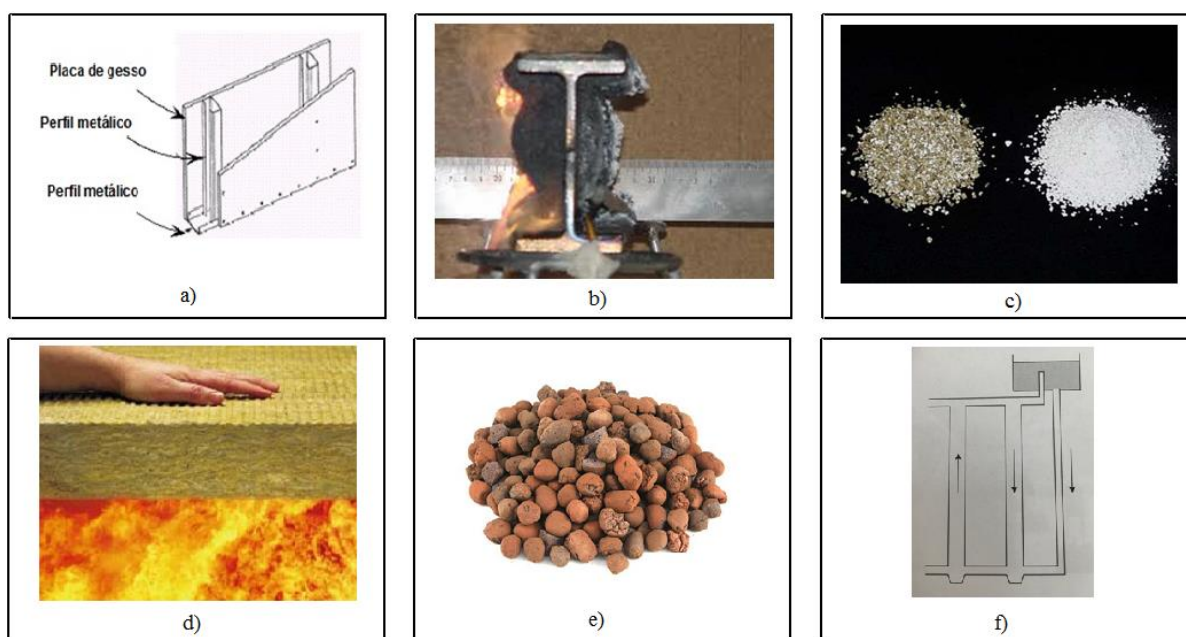 Placa de gesso
Perfil metálico
Perfil metálico
a)
b)
c)
d)
e)
f)